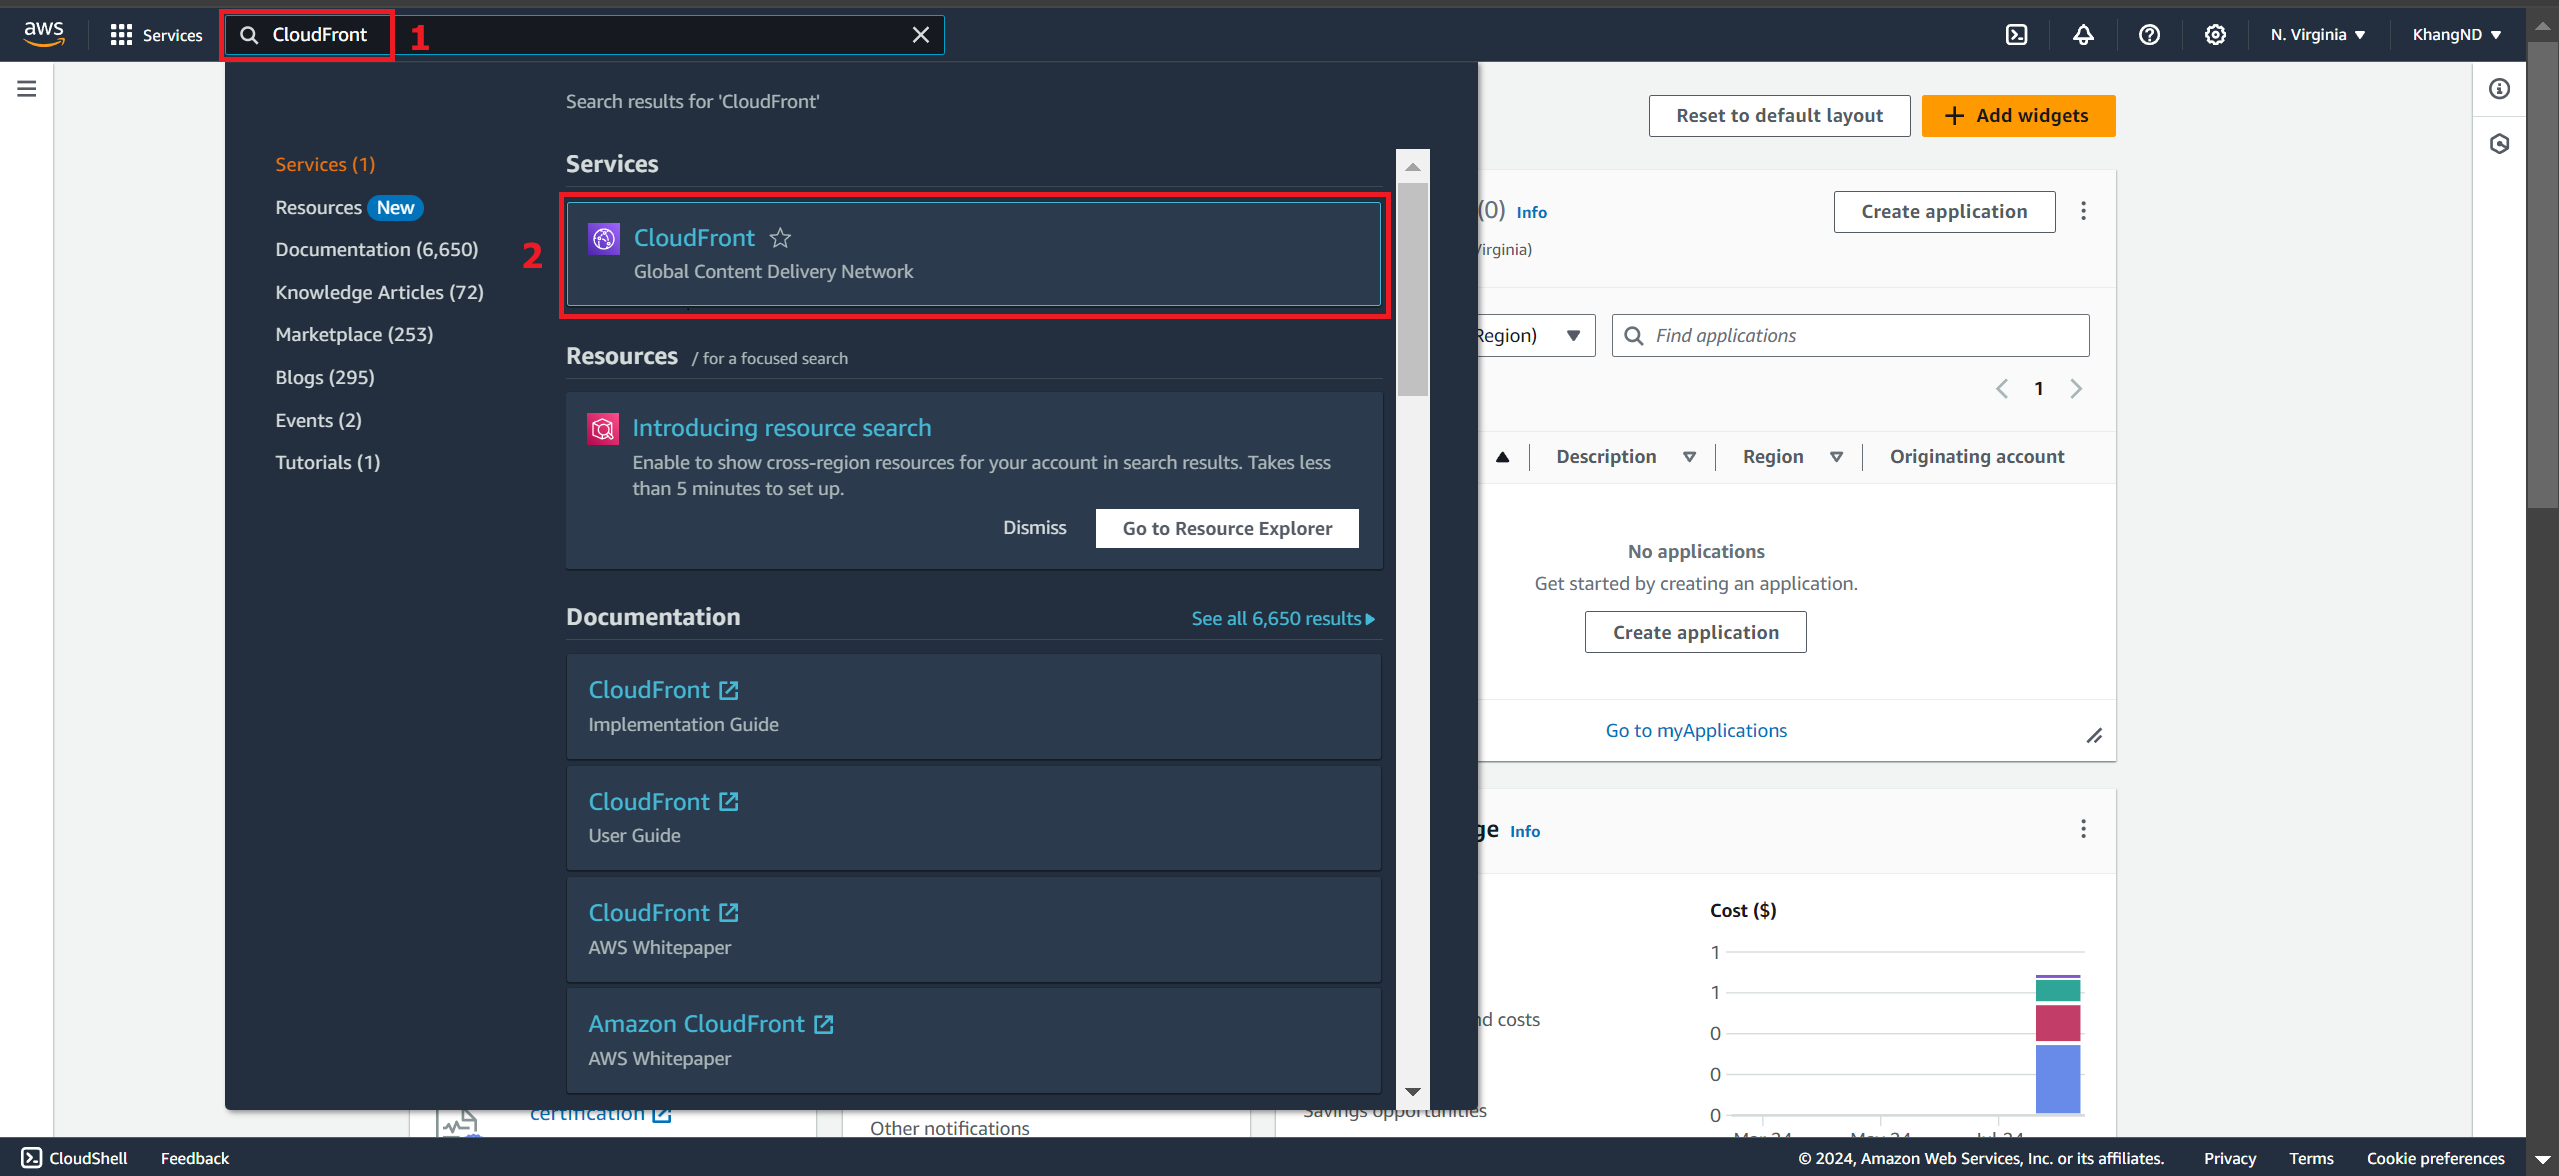 aws
Services
CloudFront
1
N. Virginia
KhangND
Search results for 'CloudFront'
Services (1)
Resources New
Documentation (6,650)
Knowledge Articles (72)
Marketplace (253)
Blogs (295)
Events (2)
Tutorials (1)
Services
2
CloudFront
Global Content Delivery Network
Resources / for a focused search
Introducing resource search
Enable to show cross-region resources for your account in search results. Takes less
than 5 minutes to set up.
Dismiss
Go to Resource Explorer
Documentation
See all 6,650 results
CloudFront
Implementation Guide
CloudFront
User Guide
CloudFront
AWS Whitepaper
Amazon CloudFront
AWS Whitepaper
Reset to default layout
Add widgets
(0) Info
Create application
Virginia)
Region)
Find applications
1
Description
Region
Originating account
No applications
Get started by creating an application.
Create application
Go to myApplications
ge Info
Cost ($)
1
1
0
0
0
nd costs
Savings opportunities
Mar 24
May 24
Jul 24
certification
Other notifications
CloudShell
Feedback
© 2024, Amazon Web Services, Inc. or its affiliates.
Privacy
Terms
Cookie preferences